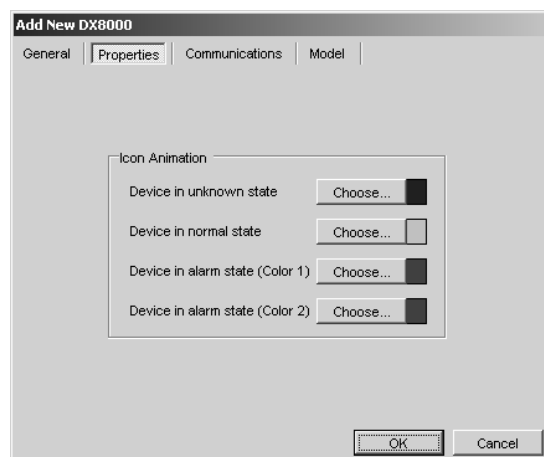 Add New DX8000
General Properties Communications Model
Icon Animation
Device in unknown state Choose...
Device in normal state Choose...
Device in alarm state (Color 1) Choose...
Device in alarm state (Color 2) Choose...
OK Cancel